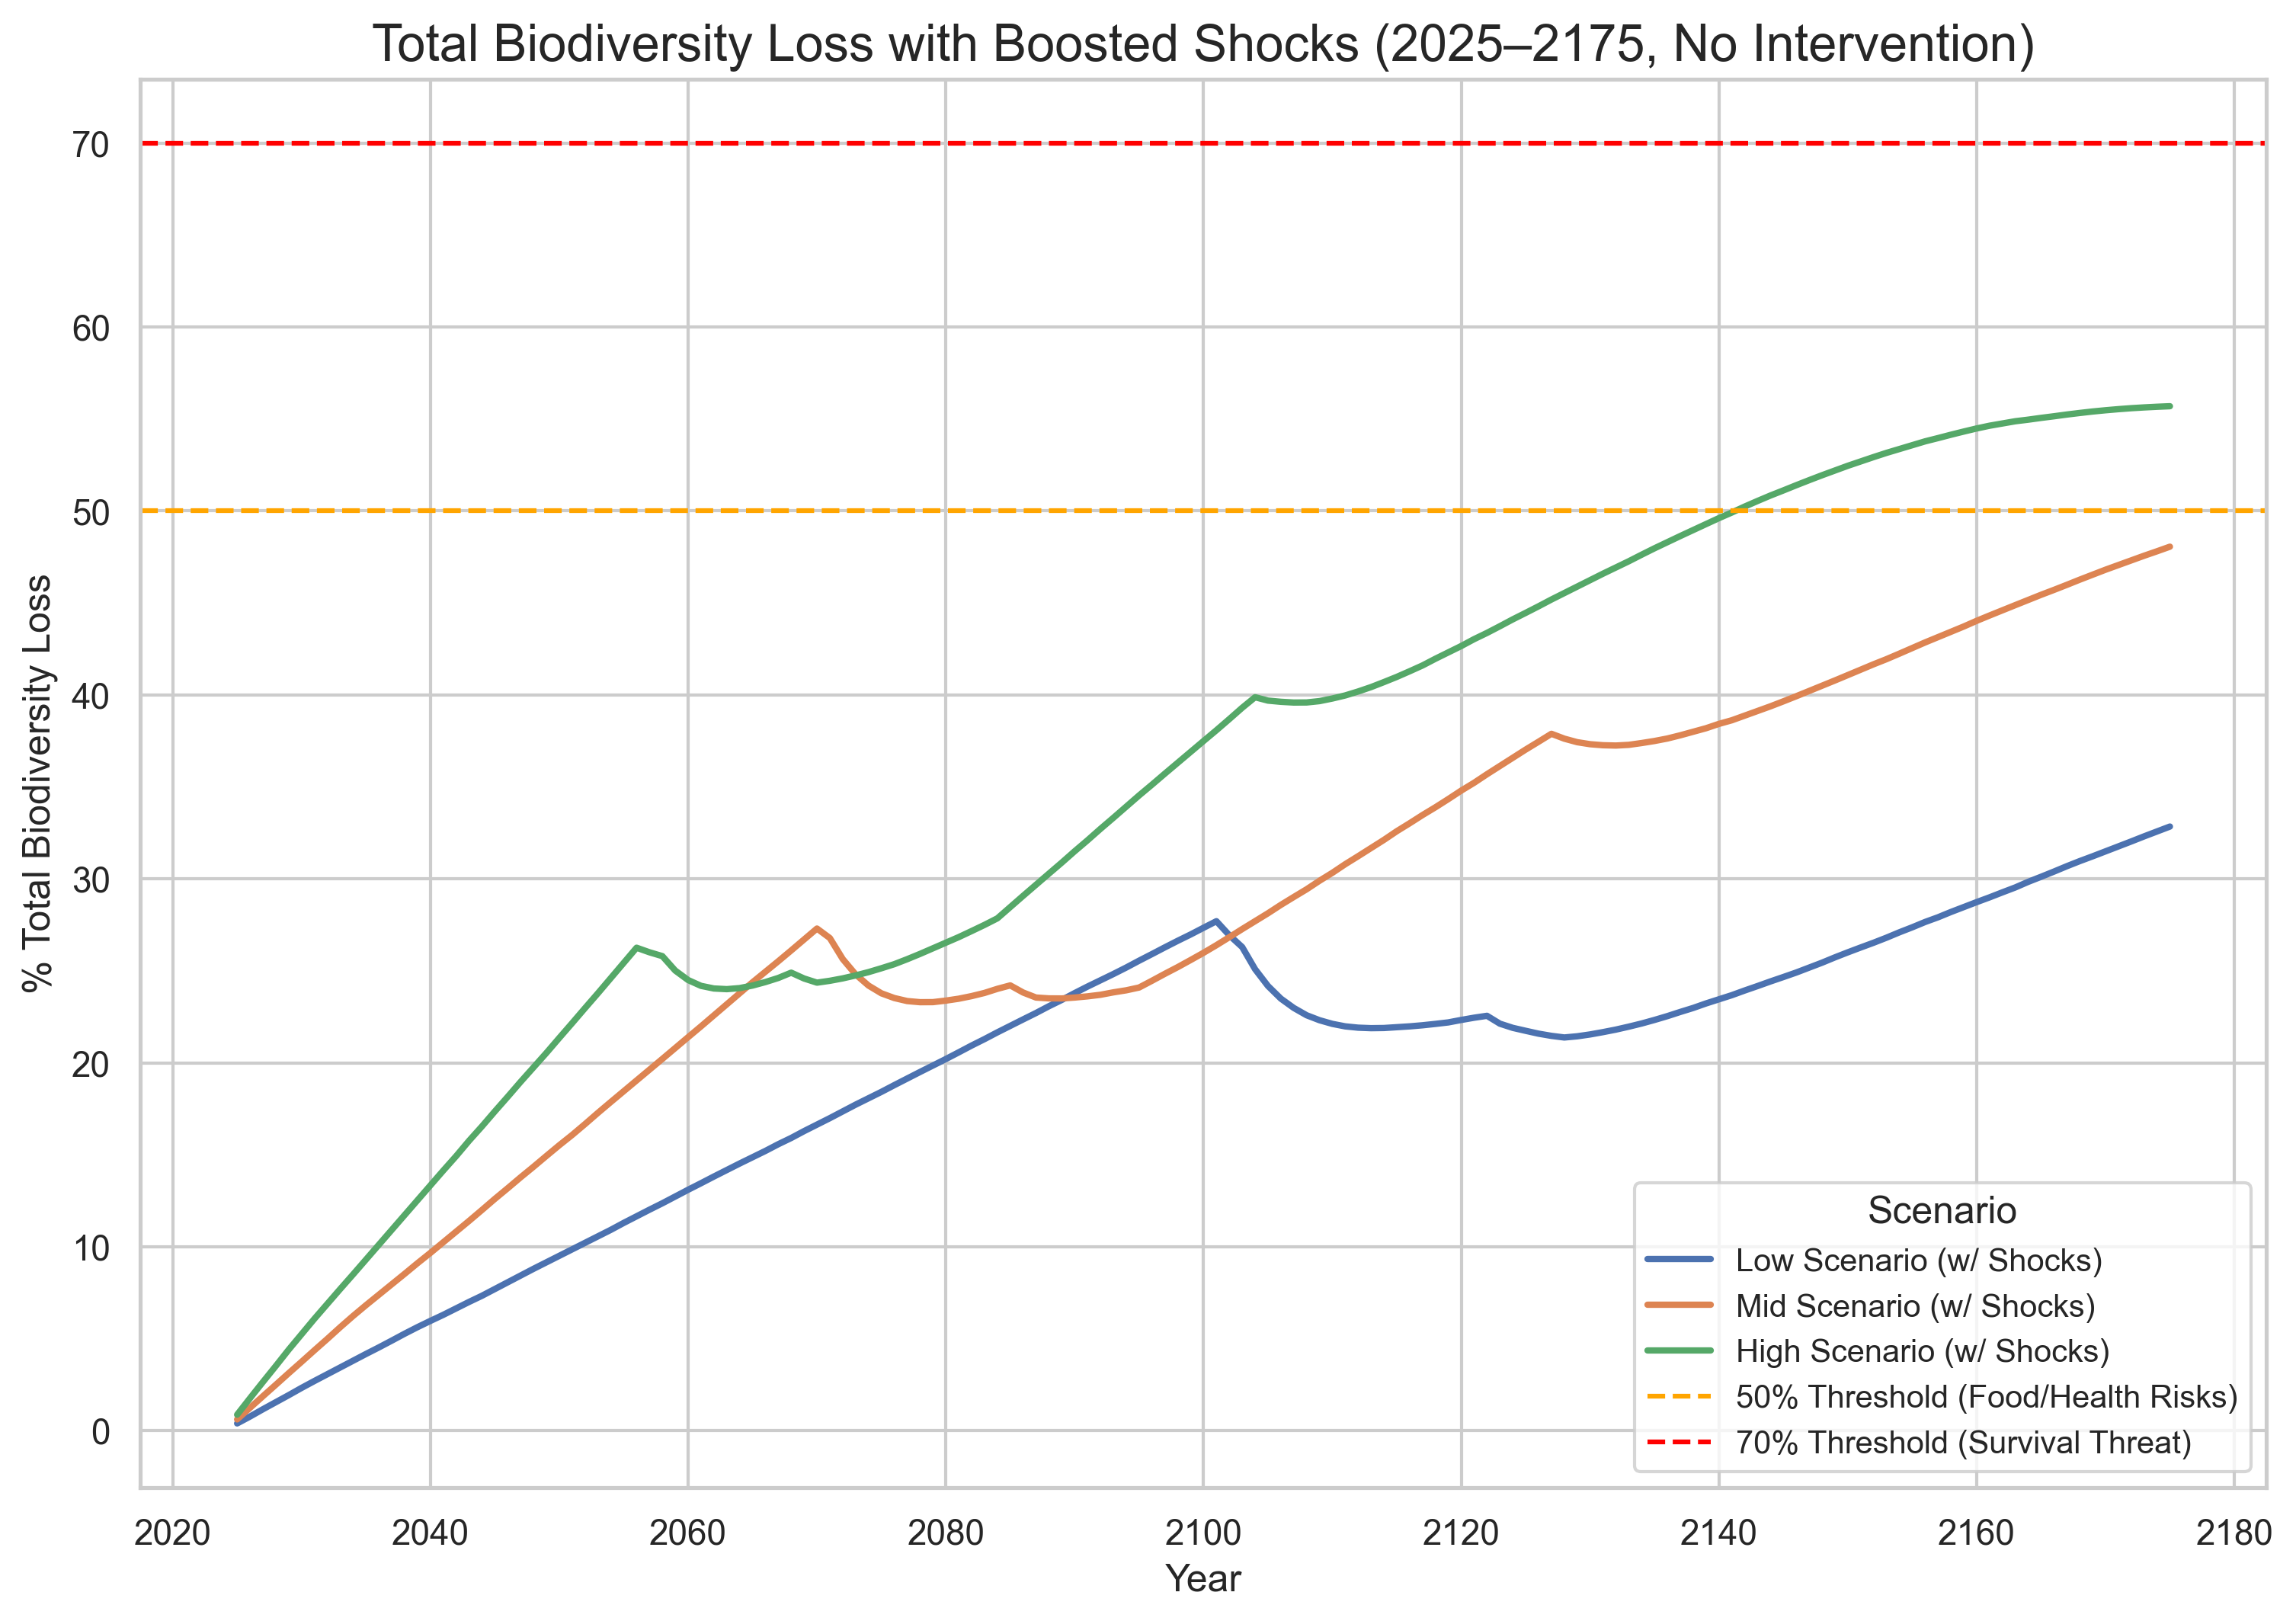 Total Biodiversity Loss with Boosted Shocks (2025–2175, No Intervention)
% Total Biodiversity Loss
70
60
50
40
30
20
10
0
Scenario
Low Scenario (w/ Shocks)
Mid Scenario (w/ Shocks)
High Scenario (w/ Shocks)
50% Threshold (Food/Health Risks)
70% Threshold (Survival Threat)
2020 2040 2060 2080 2100 2120 2140 2160 2180
Year